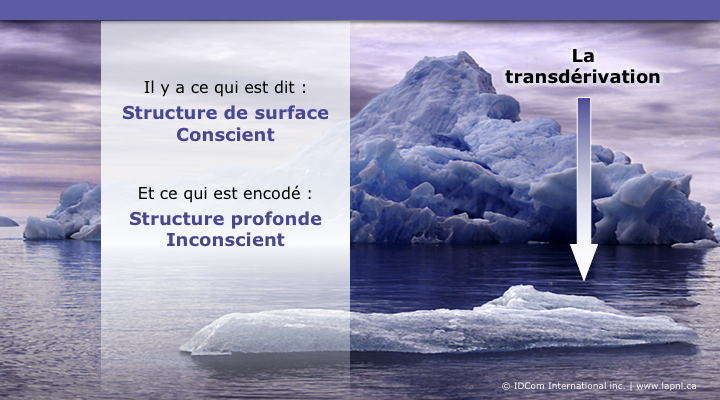 Il y a ce qui est dit :
Structure de surface
Conscient
Et ce qui est encodé :
Structure profonde
Inconscient
La
transdérivation
© IDCom International inc. | www.lapnl.ca